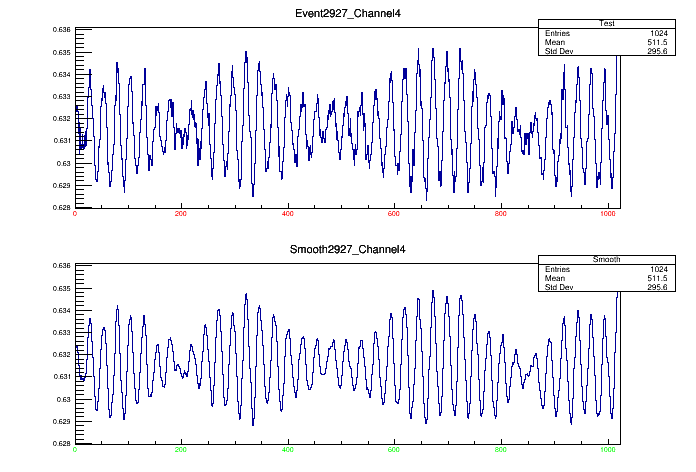 Event2927_Channel4
Test
Entries 1024
Mean 511.5
Std Dev 295.6
0.636
0.635
0.634
0.633
0.632
0.631
0.63
0.629
0.628
0 200 400 600 800 1000
Smooth2927_Channel4
Smooth
Entries 1024
Mean 511.5
Std Dev 295.6
0.636
0.635
0.634
0.633
0.632
0.631
0.63
0.629
0.628
0 200 400 600 800 1000